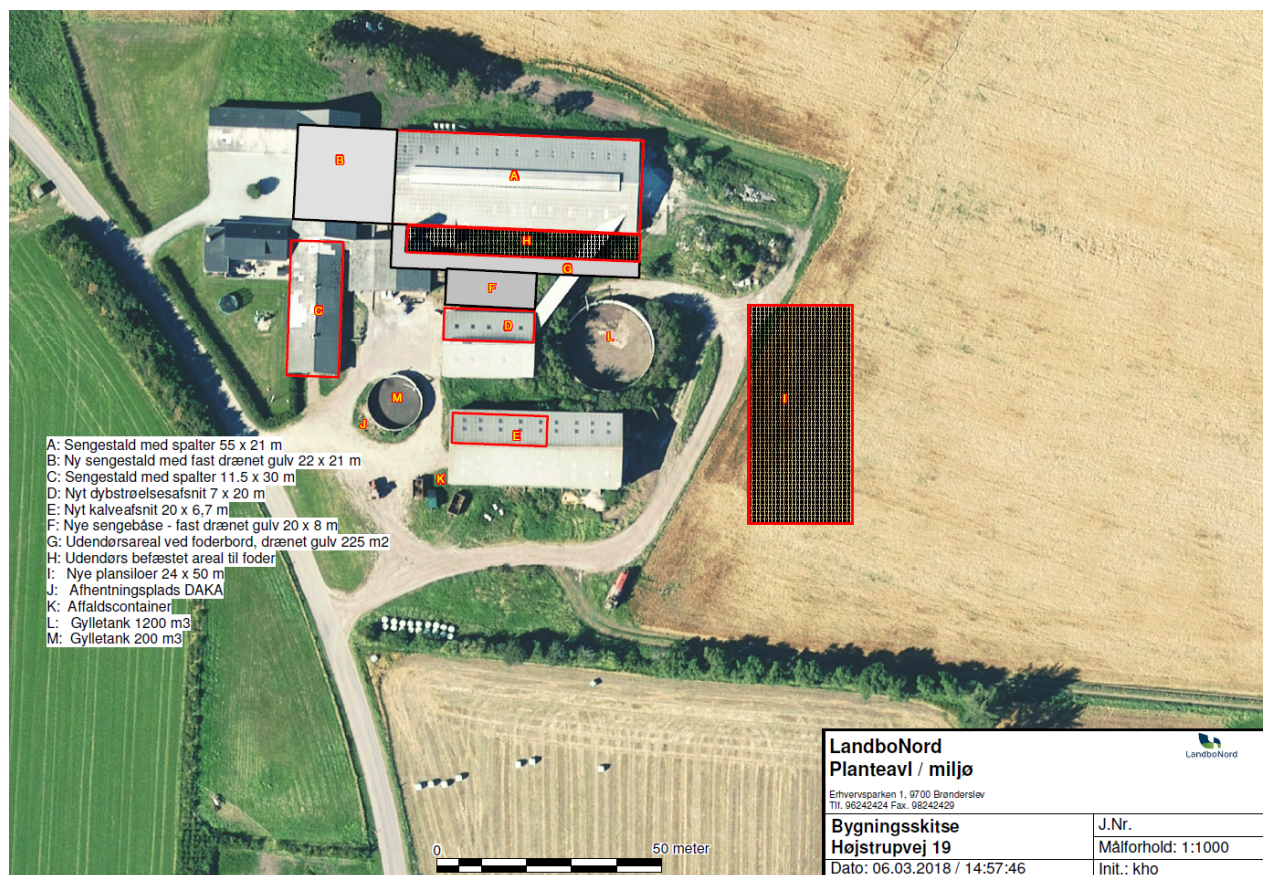 B
A
H
G
F
C
D
L
I
M
J
E
K
A: Sengestald med spalter 55 x 21 m
B: Ny sengestald med fast drænet gulv 22 x 21 m
C: Sengestald med spalter 11.5 x 30 m
D: Nyt dybstrøelsesafsnit 7 x 20 m
E: Nyt kalveafsnit 20 x 6,7 m
F: Nye sengebåse - fast drænet gulv 20 x 8 m
G: Udendørsareal ved foderbord, drænet gulv 225 m2
H: Udendørs befæstet areal til foder
I: Nye plansiloer 24 x 50 m
J: Afhentningsplads DAKA
K: Affaldscontainer
L: Gylletank 1200 m3
M: Gylletank 200 m3
0 50 meter
LandboNord
Planteavl / miljø
LandboNord
Erhvervsparken 1, 9700 Brønderslev
Tlf. 96242424 Fax. 98242429
Bygningsskitse
Højstrupvej 19
J.Nr.
Målforhold: 1:1000
Dato: 06.03.2018 / 14:57:46
Init.: kho